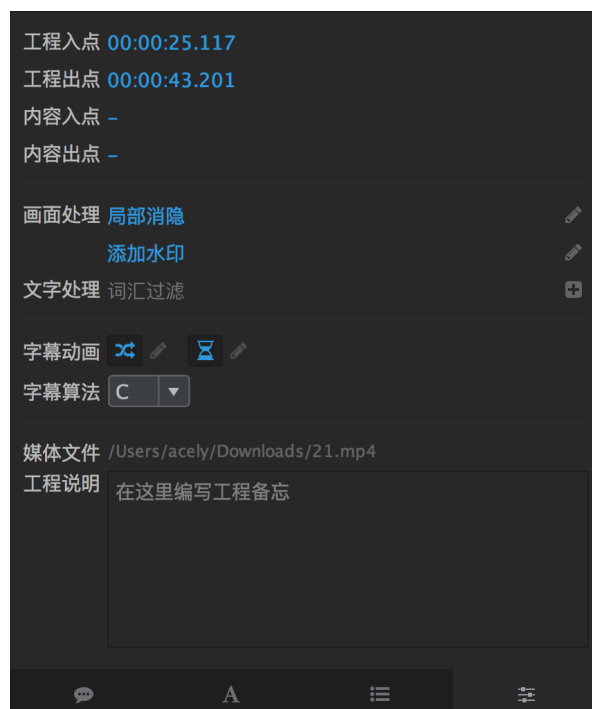 工程入点 00:00:25.117
工程出点 00:00:43.201
内容入点 –
内容出点 –
画面处理 局部消隐
添加水印
文字处理 词汇过滤
字幕动画
字幕算法 C
媒体文件 /Users/acely/Downloads/21.mp4
工程说明 在这里编写工程备忘
A